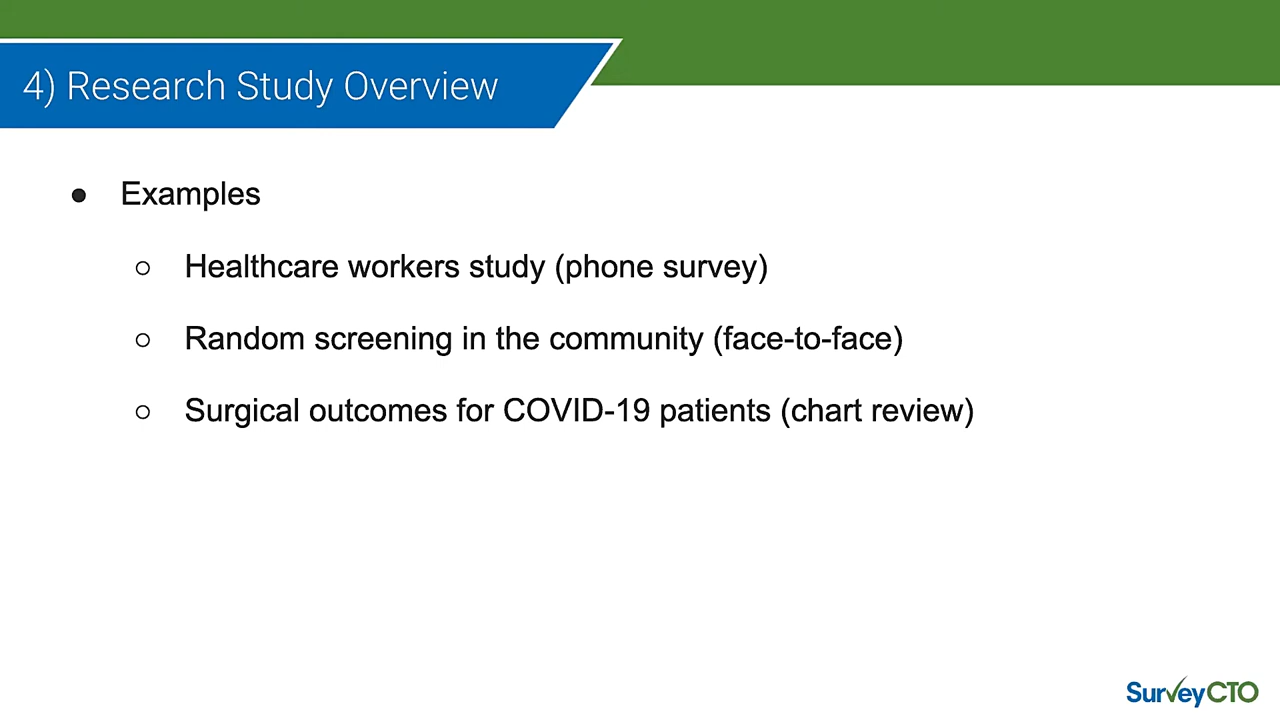 4) Research Study Overview
● Examples
○ Healthcare workers study (phone survey)
○ Random screening in the community (face-to-face)
○ Surgical outcomes for COVID-19 patients (chart review)
SurveyCTO